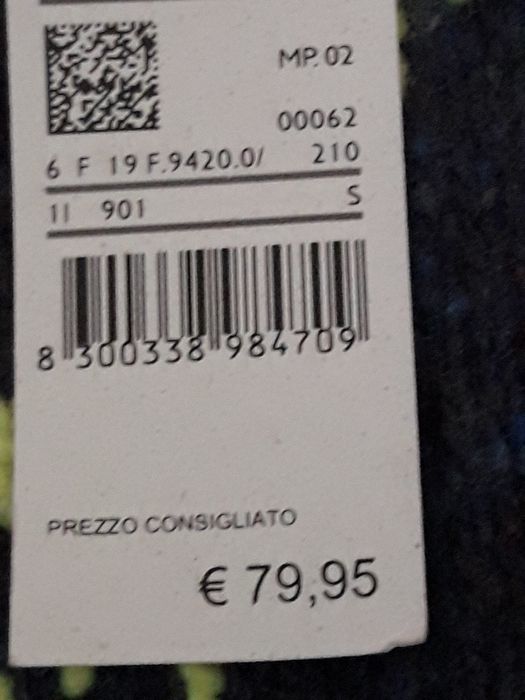 MP. 02
00062
6 F 19 F.9420.0/ 210
11 901 S
8 300338 984709
PREZZO CONSIGLIATO
€ 79,95